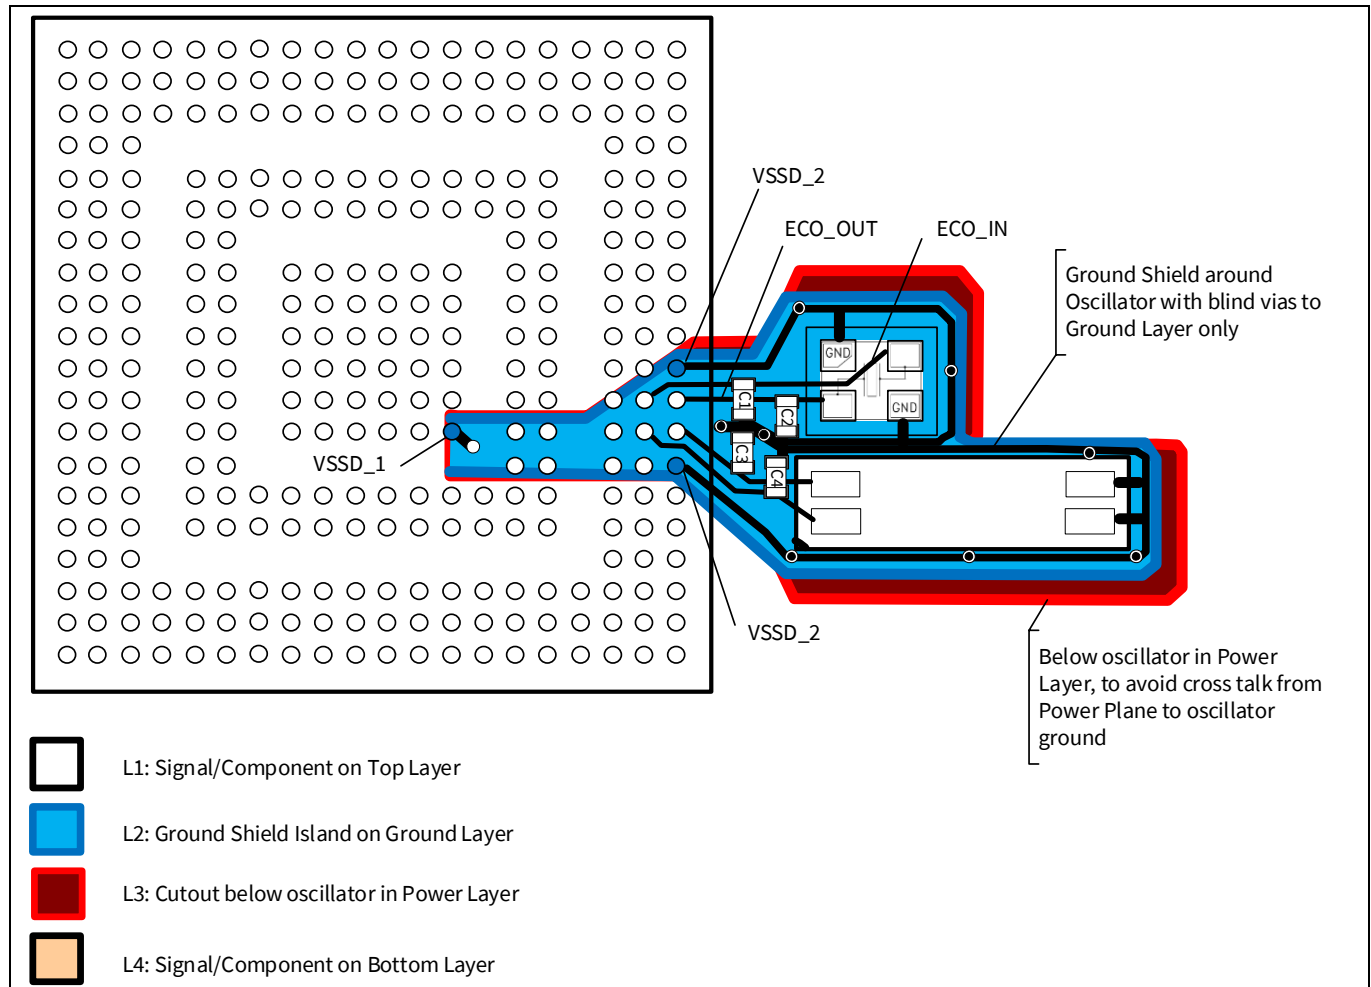 VSSD_2
ECO_OUT
ECO_IN
Ground Shield around
Oscillator with blind vias to
Ground Layer only
GND
C1
C2
GND
C3
C4
VSSD_1
VSSD_2
Below oscillator in Power
Layer, to avoid cross talk from
Power Plane to oscillator
ground
L1: Signal/Component on Top Layer
L2: Ground Shield Island on Ground Layer
L3: Cutout below oscillator in Power Layer
L4: Signal/Component on Bottom Layer